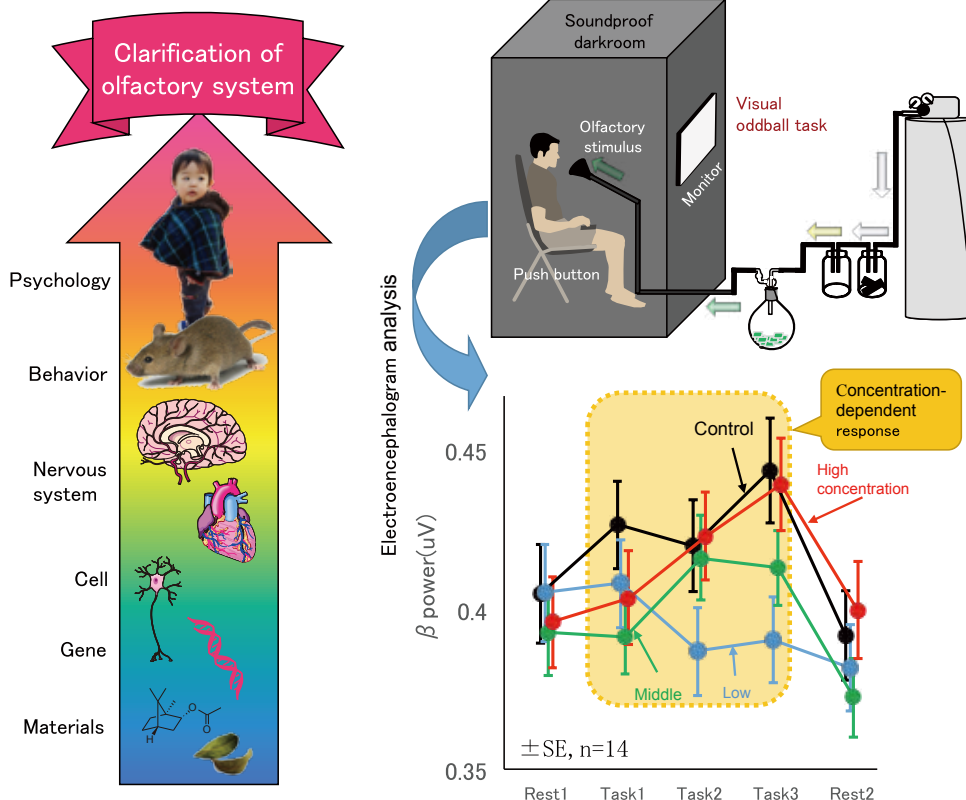 Clarification of
olfactory system
Psychology
Behavior
Nervous
system
Cell
Gene
Materials
O
O
H
Soundproof
darkroom
Olfactory
stimulus
Monitor
Push button
Visual
oddball task
Electroencephalogram analysis
Concentration-
dependent
response
Control
High
concentration
Middle
Low
β power(uV)
0.45
0.4
0.35
±SE, n=14
Rest1
Task1
Task2
Task3
Rest2